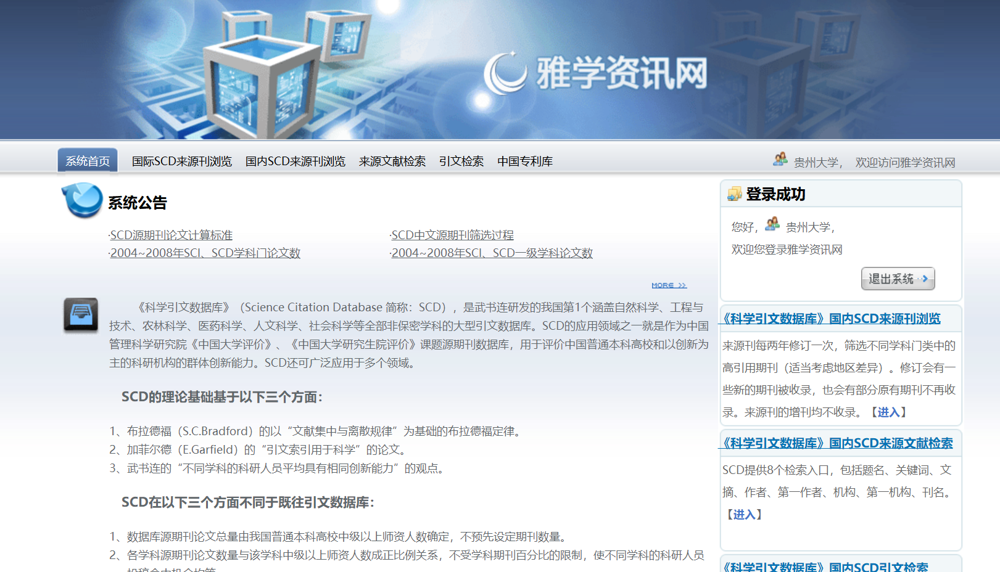 雅学资讯网
系统首页 国际SCD来源刊浏览 国内SCD来源刊浏览 来源文献检索 引文检索 中国专利库 贵州大学， 欢迎访问雅学资讯网
系统公告
·SCD源期刊论文计算标准 ·SCD中文源期刊筛选过程
·2004~2008年SCI、SCD学科门论文数 ·2004~2008年SCI、SCD一级学科论文数
MORE >>
《科学引文数据库》（Science Citation Database 简称：SCD），是武书连研发的我国第1个涵盖自然科学、工程与
技术、农林科学、医药科学、人文科学、社会科学等全部非保密学科的大型引文数据库。SCD的应用领域之一就是作为中国
管理科学研究院《中国大学评价》、《中国大学研究生院评价》课题源期刊数据库，用于评价中国普通本科高校和以创新为
主的科研机构的群体创新能力。SCD还可广泛应用于多个领域。
SCD的理论基础基于以下三个方面：
1、布拉德福（S.C.Bradford）的以“文献集中与离散规律”为基础的布拉德福定律。
2、加菲尔德（E.Garfield）的“引文索引用于科学”的论文。
3、武书连的“不同学科的科研人员平均具有相同创新能力”的观点。
SCD在以下三个方面不同于既往引文数据库：
1、数据库源期刊论文总量由我国普通本科高校中级以上师资人数确定，不预先设定期刊数量。
2、各学科源期刊论文数量与该学科中级以上师资人数成正比例关系，不受学科期刊百分比的限制，使不同学科的科研人员
登录成功
您好， 贵州大学，
欢迎您登录雅学资讯网
退出系统
《科学引文数据库》国内SCD来源刊浏览
来源刊每两年修订一次，筛选不同学科门类中的
高引用期刊（适当考虑地区差异）。修订会有一
些新的期刊被收录，也会有部分原有期刊不再收
录。来源刊的增刊均不收录。【进入】
《科学引文数据库》国内SCD来源文献检索
SCD提供8个检索入口，包括题名、关键词、文
摘、作者、第一作者、机构、第一机构、刊名。
【进入】
《科学引文数据库》国内SCD引文检索